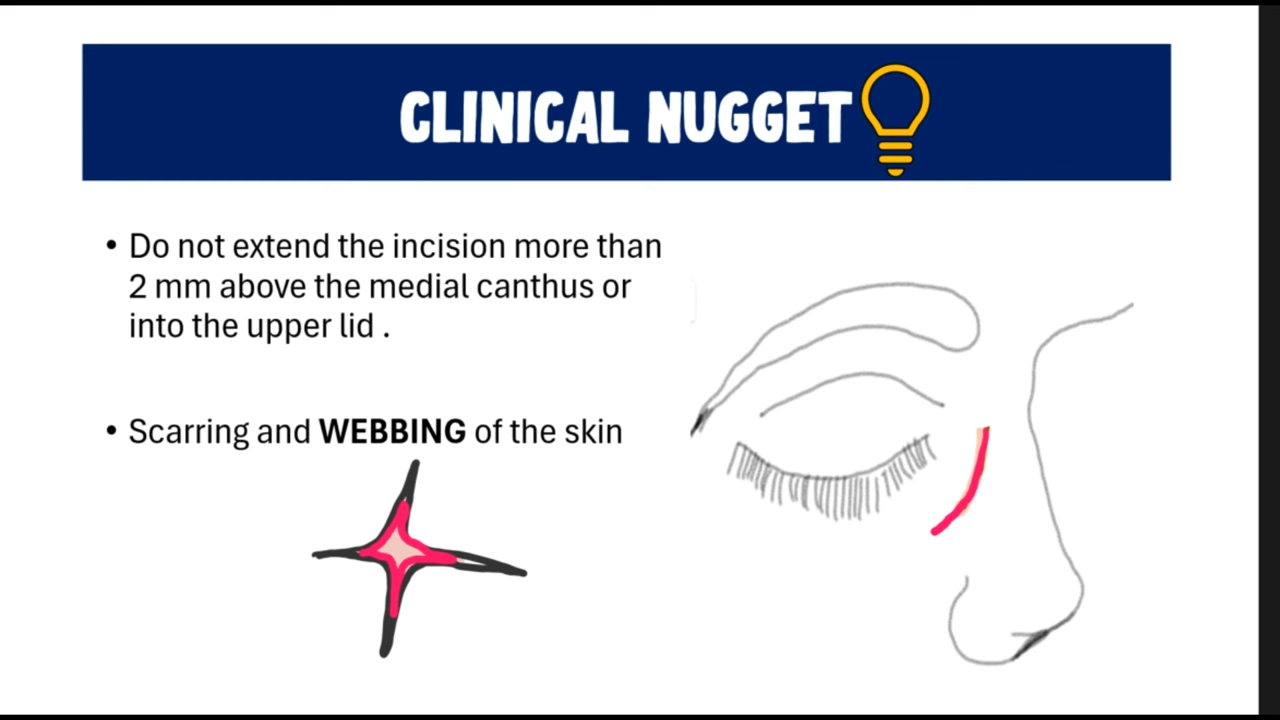 CLINICAL NUGGET
• Do not extend the incision more than
2 mm above the medial canthus or
into the upper lid .
• Scarring and WEBBING of the skin